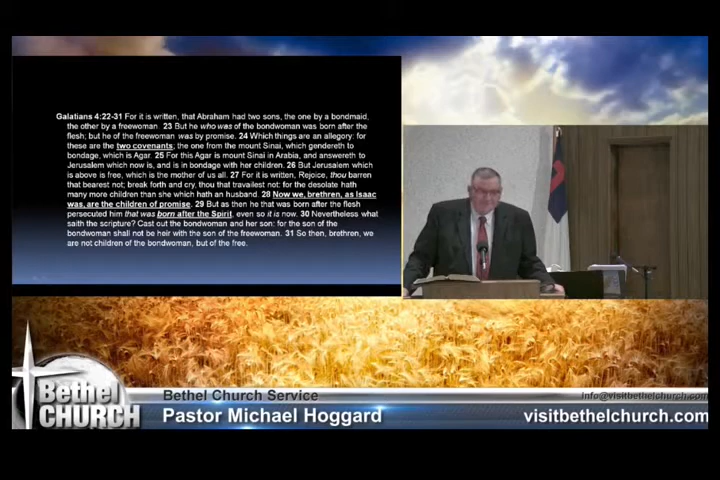 Galatians 4:22-31 For it is written, that Abraham had two sons, the one by a bondmaid,
the other by a freewoman. 23 But he who was of the bondwoman was born after the
flesh; but he of the freewoman was by promise. 24 Which things are an allegory: for
these are the two covenants; the one from the mount Sinai, which gendereth to
bondage, which is Agar. 25 For this Agar is mount Sinai in Arabia, and answereth to
Jerusalem which now is, and is in bondage with her children. 26 But Jerusalem which
is above is free, which is the mother of us all. 27 For it is written, Rejoice, thou barren
that bearest not; break forth and cry, thou that travailest not: for the desolate hath
many more children than she which hath an husband. 28 Now we, brethren, as Isaac
was, are the children of promise. 29 But as then he that was born after the flesh
persecuted him that was born after the Spirit, even so it is now. 30 Nevertheless what
saith the scripture? Cast out the bondwoman and her son: for the son of the
bondwoman shall not be heir with the son of the freewoman. 31 So then, brethren, we
are not children of the bondwoman, but of the free.
Bethel
CHURCH
Bethel Church Service
info@visitbethelchurch.com
Pastor Michael Hoggard
visitbethelchurch.com